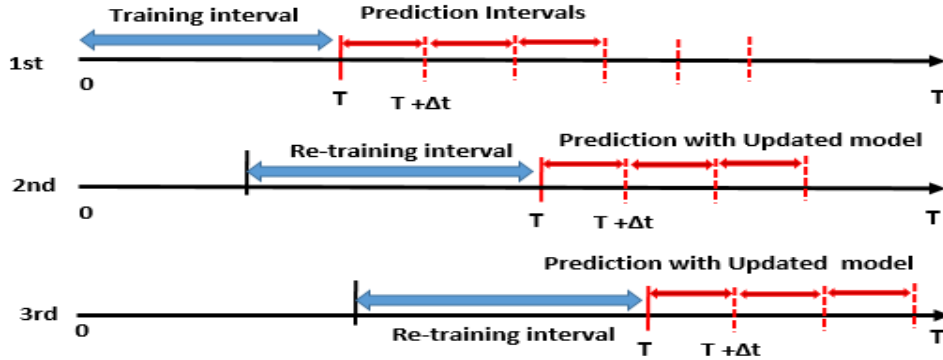 Training interval Prediction Intervals
1st
0 T T +Δt T
Re-training interval Prediction with Updated model
2nd
0 T T +Δt T
Prediction with Updated model
3rd
0 Re-training interval T T +Δt T